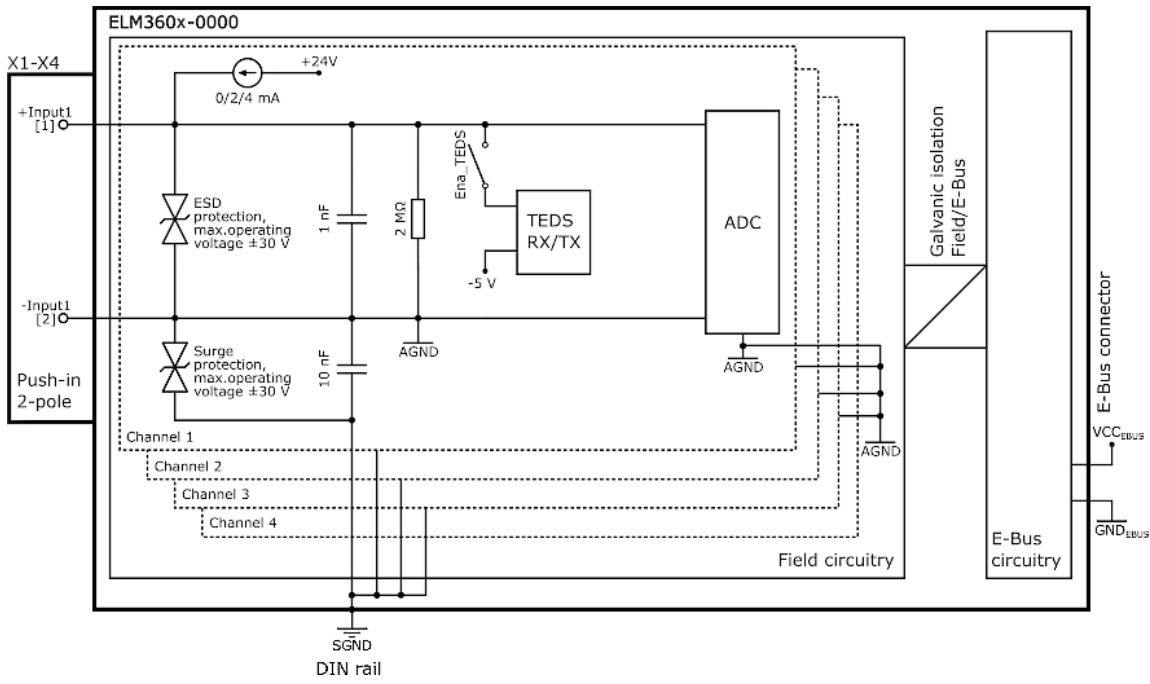 ELM360x-0000
X1-X4
+24V
0/2/4 mA
+Input1
[1]
ESD
protection,
max.operating
voltage ±30 V
1 nF
2 MΩ
Ena_TEDS
TEDS
RX/TX
-5 V
ADC
Galvanic isolation
Field/E-Bus
-Input1
[2]
AGND
Surge
protection,
max.operating
voltage ±30 V
10 nF
AGND
Push-in
2-pole
E-Bus connector
Channel 1
AGND
VCCEBUS
Channel 2
Channel 3
Channel 4
GNDEBUS
Field circuitry
E-Bus
circuitry
SGND
DIN rail